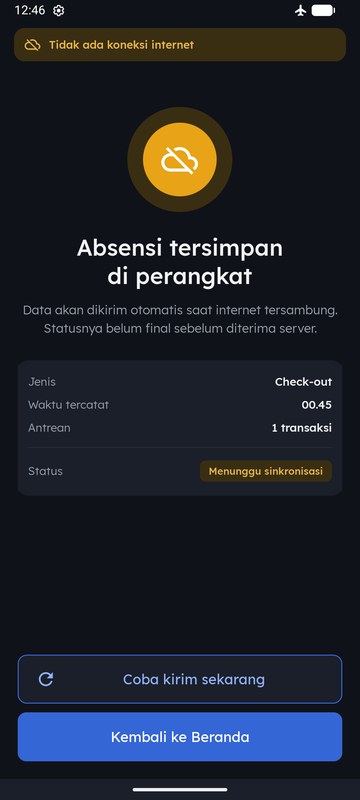 12:46
Tidak ada koneksi internet
Absensi tersimpan
di perangkat
Data akan dikirim otomatis saat internet tersambung.
Statusnya belum final sebelum diterima server.
Jenis Check-out
Waktu tercatat 00.45
Antrean 1 transaksi
Status Menunggu sinkronisasi
Coba kirim sekarang
Kembali ke Beranda